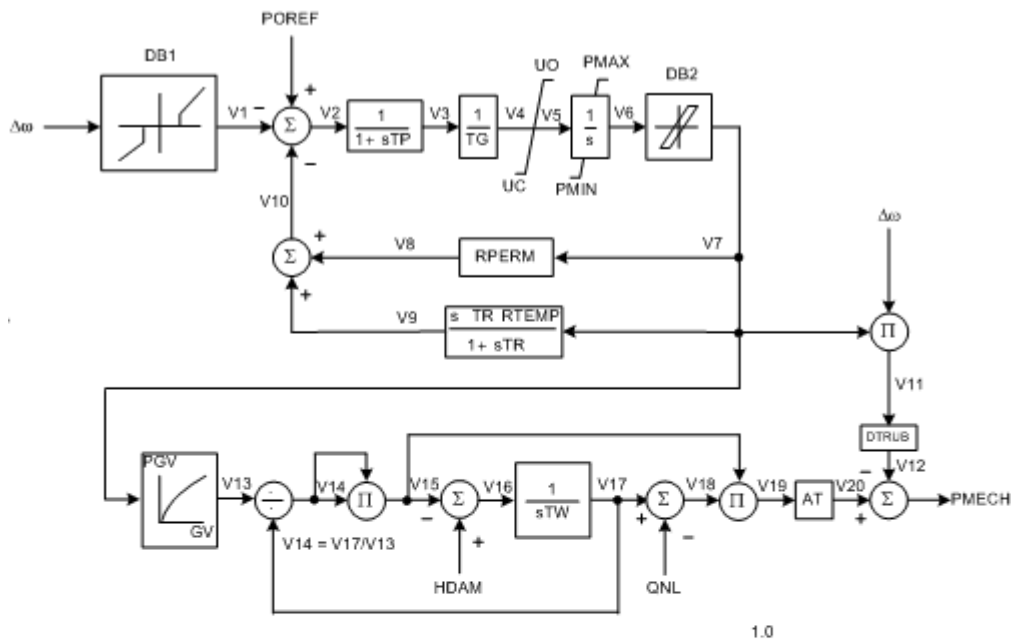 POREF
DB1
UO
PMAX
DB2
Δω
V1
−
+
Σ
−
V2
1
1+ sTP
V3
1
TG
V4
V5
UC
1
s
PMIN
V6
V10
Δω
Σ
+
+
V8
RPERM
V7
V9
s TR RTEMP
1+ sTR
Π
V11
DTRUB
V12
PGV
GV
V13
÷
V14
Π
V15
−
Σ
+
V16
1
sTW
V17
+
Σ
−
V18
Π
V19
AT
V20
−
+
Σ
PMECH
V14 = V17/V13
HDAM
QNL
1.0